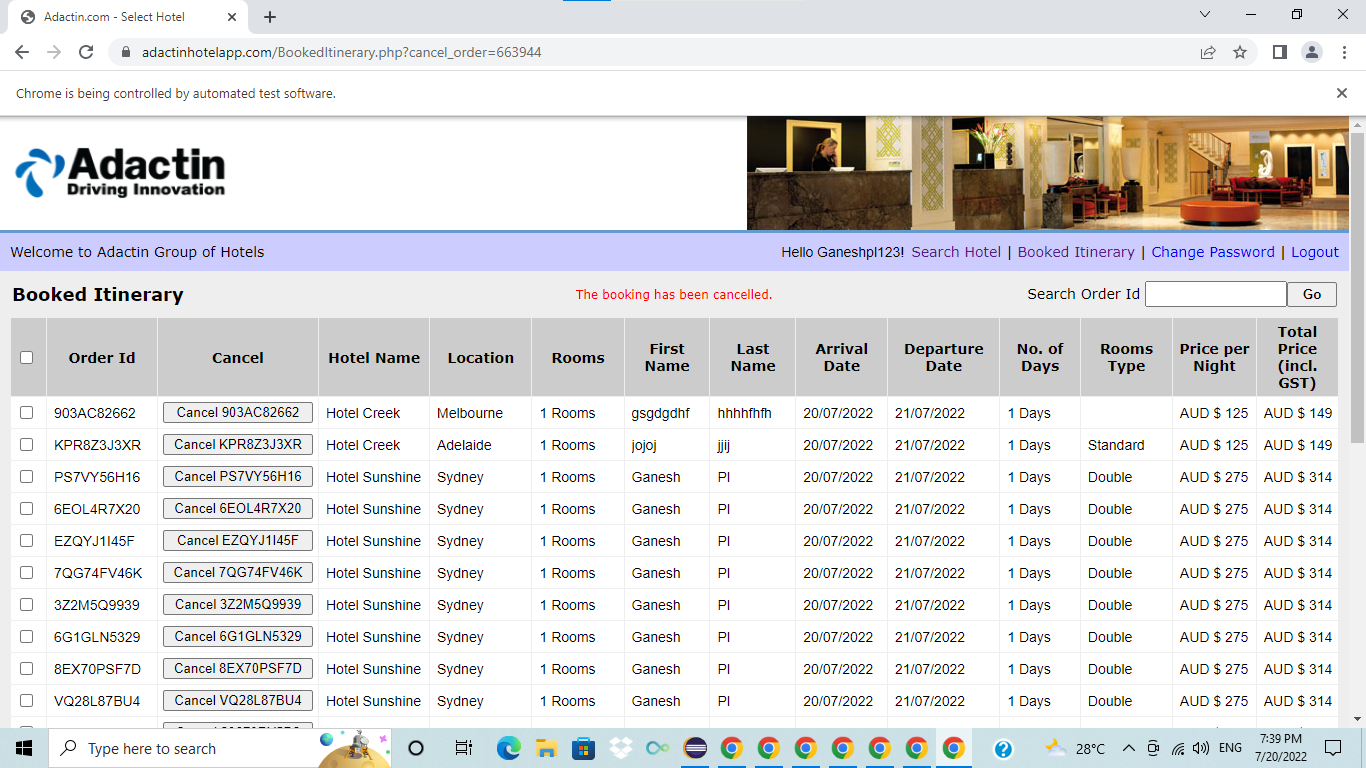 Adactin.com - Select Hotel
adactinhotelapp.com/BookedItinerary.php?cancel_order=663944
Chrome is being controlled by automated test software.
Adactin
Driving Innovation
Welcome to Adactin Group of Hotels
Hello Ganeshpl123! Search Hotel | Booked Itinerary | Change Password | Logout
Booked Itinerary The booking has been cancelled. Search Order Id Go
Order Id Cancel Hotel Name Location Rooms First Name Last Name Arrival Date Departure Date No. of Days Rooms Type Price per Night Total Price (incl. GST)
903AC82662 Cancel 903AC82662 Hotel Creek Melbourne 1 Rooms gsgdgdhf hhhhfhfh 20/07/2022 21/07/2022 1 Days AUD $ 125 AUD $ 149
KPR8Z3J3XR Cancel KPR8Z3J3XR Hotel Creek Adelaide 1 Rooms jojoj jjij 20/07/2022 21/07/2022 1 Days Standard AUD $ 125 AUD $ 149
PS7VY56H16 Cancel PS7VY56H16 Hotel Sunshine Sydney 1 Rooms Ganesh Pl 20/07/2022 21/07/2022 1 Days Double AUD $ 275 AUD $ 314
6EOL4R7X20 Cancel 6EOL4R7X20 Hotel Sunshine Sydney 1 Rooms Ganesh Pl 20/07/2022 21/07/2022 1 Days Double AUD $ 275 AUD $ 314
EZQYJ1I45F Cancel EZQYJ1I45F Hotel Sunshine Sydney 1 Rooms Ganesh Pl 20/07/2022 21/07/2022 1 Days Double AUD $ 275 AUD $ 314
7QG74FV46K Cancel 7QG74FV46K Hotel Sunshine Sydney 1 Rooms Ganesh Pl 20/07/2022 21/07/2022 1 Days Double AUD $ 275 AUD $ 314
3Z2M5Q9939 Cancel 3Z2M5Q9939 Hotel Sunshine Sydney 1 Rooms Ganesh Pl 20/07/2022 21/07/2022 1 Days Double AUD $ 275 AUD $ 314
6G1GLN5329 Cancel 6G1GLN5329 Hotel Sunshine Sydney 1 Rooms Ganesh Pl 20/07/2022 21/07/2022 1 Days Double AUD $ 275 AUD $ 314
8EX70PSF7D Cancel 8EX70PSF7D Hotel Sunshine Sydney 1 Rooms Ganesh Pl 20/07/2022 21/07/2022 1 Days Double AUD $ 275 AUD $ 314
VQ28L87BU4 Cancel VQ28L87BU4 Hotel Sunshine Sydney 1 Rooms Ganesh Pl 20/07/2022 21/07/2022 1 Days Double AUD $ 275 AUD $ 314
Type here to search 28°C ENG 7:39 PM
7/20/2022